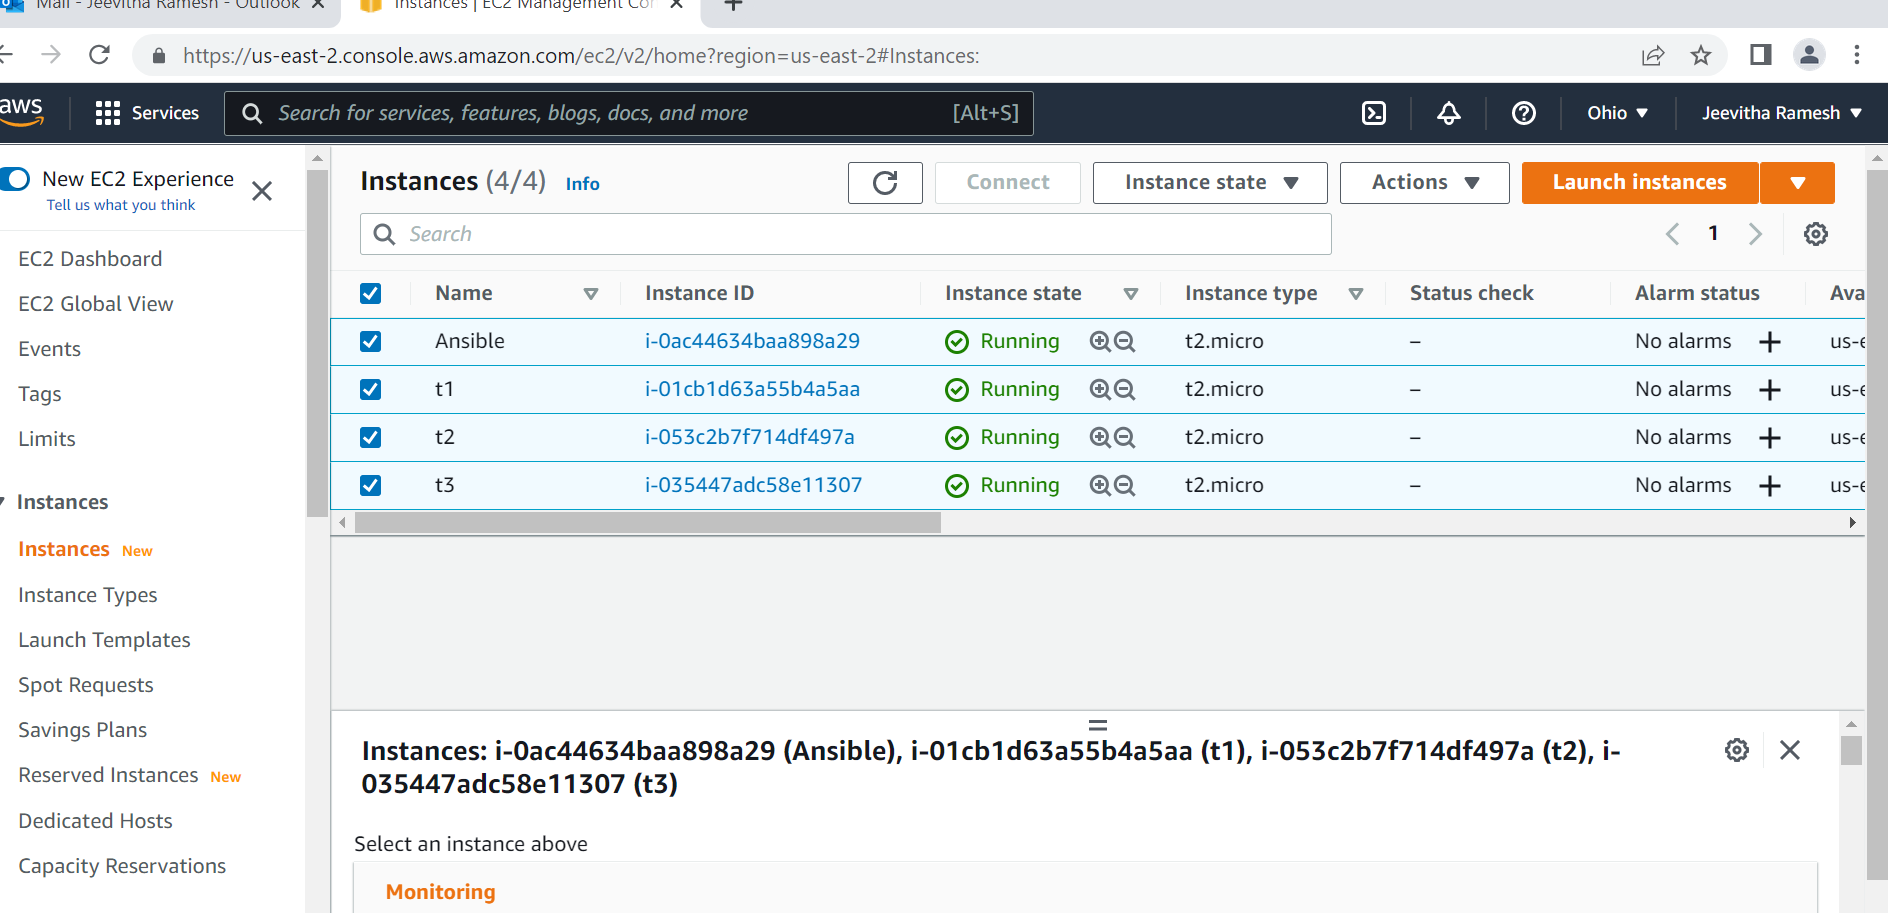 Mail - Jeevitha Ramesh - Outlook
Instances | EC2 Management Co
https://us-east-2.console.aws.amazon.com/ec2/v2/home?region=us-east-2#Instances:
aws
Services
Search for services, features, blogs, docs, and more [Alt+S]
Ohio
Jeevitha Ramesh
New EC2 Experience
Tell us what you think
EC2 Dashboard
EC2 Global View
Events
Tags
Limits
Instances
Instances New
Instance Types
Launch Templates
Spot Requests
Savings Plans
Reserved Instances New
Dedicated Hosts
Capacity Reservations
Instances (4/4) Info
Connect
Instance state
Actions
Launch instances
Search
1
Name Instance ID Instance state Instance type Status check Alarm status Ava
Ansible i-0ac44634baa898a29 Running t2.micro – No alarms us-e
t1 i-01cb1d63a55b4a5aa Running t2.micro – No alarms us-e
t2 i-053c2b7f714df497a Running t2.micro – No alarms us-e
t3 i-035447adc58e11307 Running t2.micro – No alarms us-e
Instances: i-0ac44634baa898a29 (Ansible), i-01cb1d63a55b4a5aa (t1), i-053c2b7f714df497a (t2), i-
035447adc58e11307 (t3)
Select an instance above
Monitoring